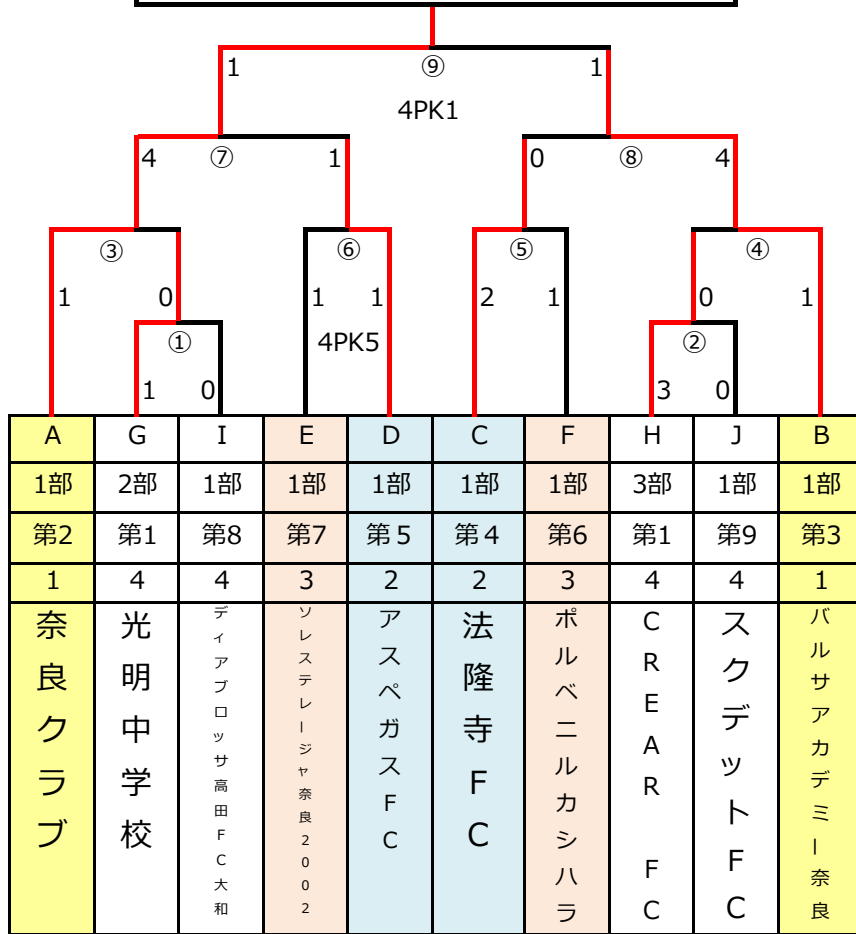 1 ⑨ 1
4PK1
4 ⑦ 1 0 ⑧ 4
③ ⑥ ⑤ ④
1 0 1 1 2 1 0 1
① 4PK5 ②
1 0 3 0
A G I E D C F H J B
1部 2部 1部 1部 1部 1部 1部 3部 1部 1部
第2 第1 第8 第7 第５ 第４ 第6 第1 第9 第3
1 4 4 3 2 2 3 4 4 1
奈良クラブ
光明中学校
ディアブロッサ高田FC大和
ソレステレージャ奈良2002
アスペガスFC
法隆寺FC
ポルベニルカシハラ
CREAR FC
スクデットFC
バルサアカデミー奈良